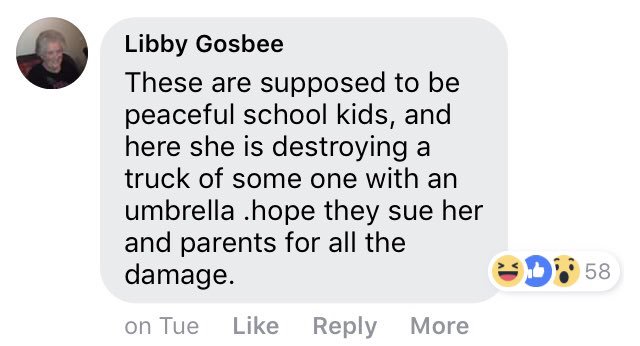 Libby Gosbee
These are supposed to be
peaceful school kids, and
here she is destroying a
truck of some one with an
umbrella .hope they sue her
and parents for all the
damage.
58
on Tue Like Reply More